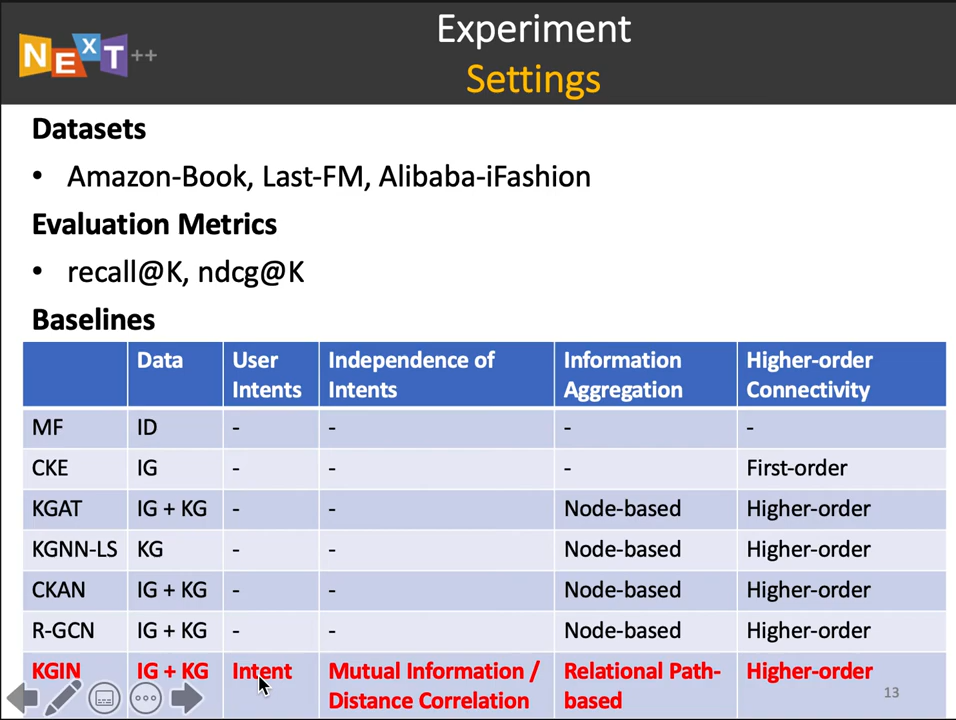 NExT++
Experiment
Settings
Datasets
• Amazon-Book, Last-FM, Alibaba-iFashion
Evaluation Metrics
• recall@K, ndcg@K
Baselines
Data | User Intents | Independence of Intents | Information Aggregation | Higher-order Connectivity
MF | ID | - | - | - | -
CKE | IG | - | - | - | First-order
KGAT | IG + KG | - | - | Node-based | Higher-order
KGNN-LS | KG | - | - | Node-based | Higher-order
CKAN | IG + KG | - | - | Node-based | Higher-order
R-GCN | IG + KG | - | - | Node-based | Higher-order
KGIN | IG + KG | Intent | Mutual Information / Distance Correlation | Relational Path-based | Higher-order
13